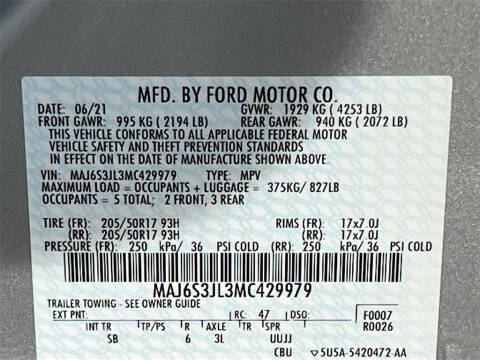 MFD. BY FORD MOTOR CO.
DATE: 06/21 GVWR: 1929 KG ( 4253 LB)
FRONT GAWR: 995 KG ( 2194 LB) REAR GAWR: 940 KG ( 2072 LB)
THIS VEHICLE CONFORMS TO ALL APPLICABLE FEDERAL MOTOR
VEHICLE SAFETY AND THEFT PREVENTION STANDARDS
IN EFFECT ON THE DATE OF MANUFACTURE SHOWN ABOVE.
VIN: MAJ6S3JL3MC429979 TYPE: MPV
MAXIMUM LOAD = OCCUPANTS + LUGGAGE = 375KG/ 827LB
OCCUPANTS = 5 TOTAL; 2 FRONT, 3 REAR
TIRE (FR): 205/50R17 93H RIMS (FR): 17x7.0J
(RR): 205/50R17 93H (RR): 17x7.0J
PRESSURE (FR): 250 kPa/ 36 PSI COLD (RR): 250 kPa/ 36 PSI COLD
MAJ6S3JL3MC429979
TRAILER TOWING - SEE OWNER GUIDE
EXT PNT: RC: 47 DSO: F0007
INT TR TP/PS R AXLE TR SPR R0026
SB 6 3L UUJJ
CBU ▽5U5A-5420472-AA